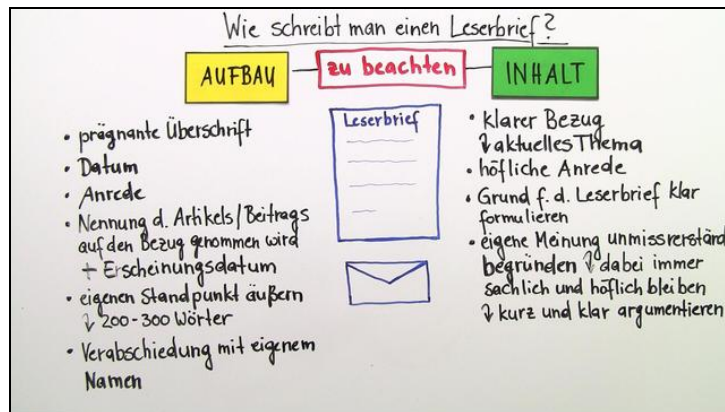 Wie schreibt man einen Leserbrief?
AUFBAU
zu beachten
INHALT
• prägnante Überschrift
• Datum
• Anrede
• Nennung d. Artikels/Beitrags
auf den Bezug genommen wird
+ Erscheinungsdatum
• eigenen Standpunkt äußern
↳ 200-300 Wörter
• Verabschiedung mit eigenem
Namen
Leserbrief
• klarer Bezug
↳ aktuelles Thema
• höfliche Anrede
• Grund f. d. Leserbrief klar
formulieren
• eigene Meinung unmissverständ
begründen ↳ dabei immer
sachlich und höflich bleiben
↳ kurz und klar argumentieren